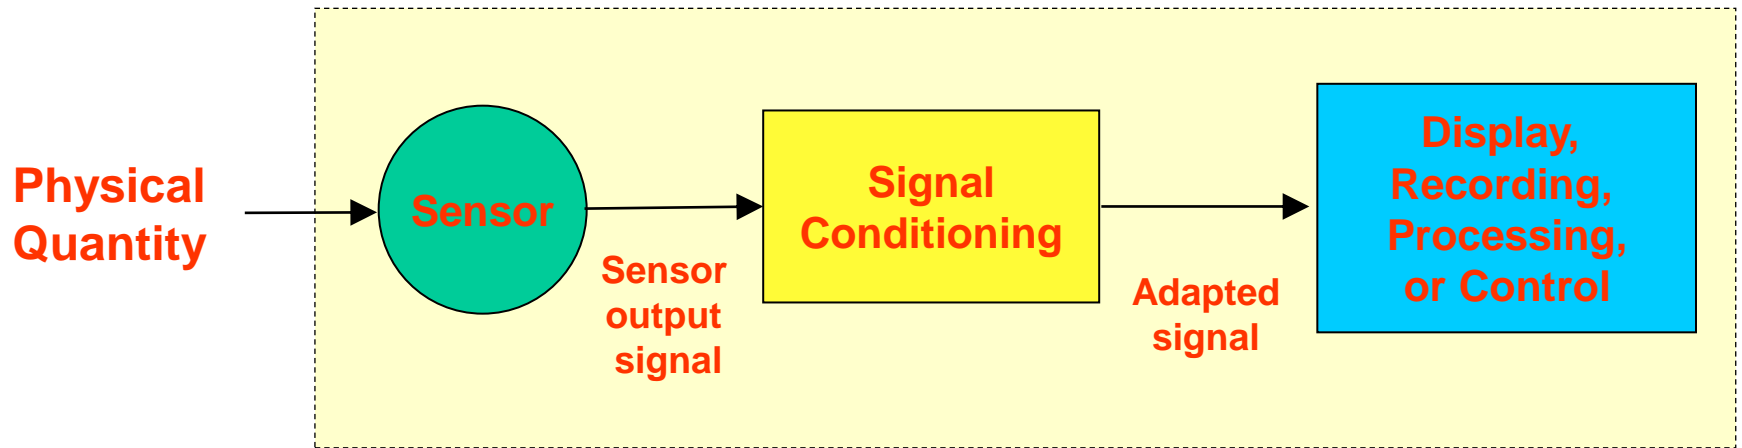 Physical
Quantity
Sensor
Sensor
output
signal
Signal
Conditioning
Adapted
signal
Display,
Recording,
Processing,
or Control